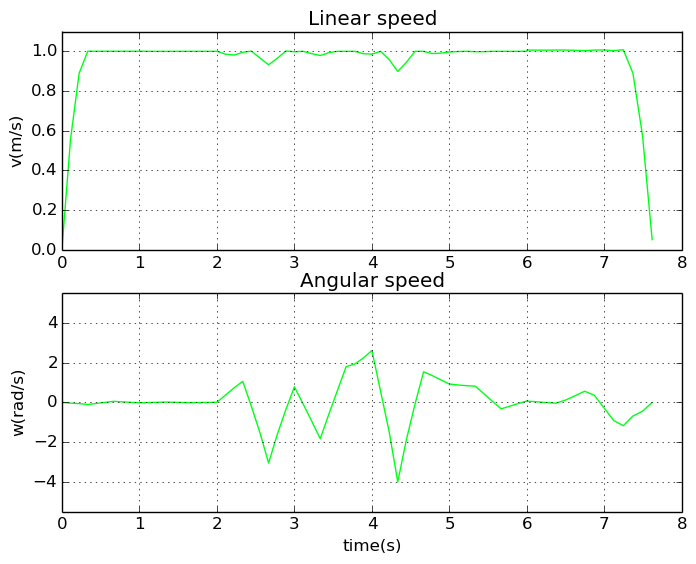 Linear speed
1.0
0.8
0.6
0.4
0.2
0.0
v(m/s)
0 1 2 3 4 5 6 7 8
Angular speed
4
2
0
−2
−4
w(rad/s)
0 1 2 3 4 5 6 7 8
time(s)